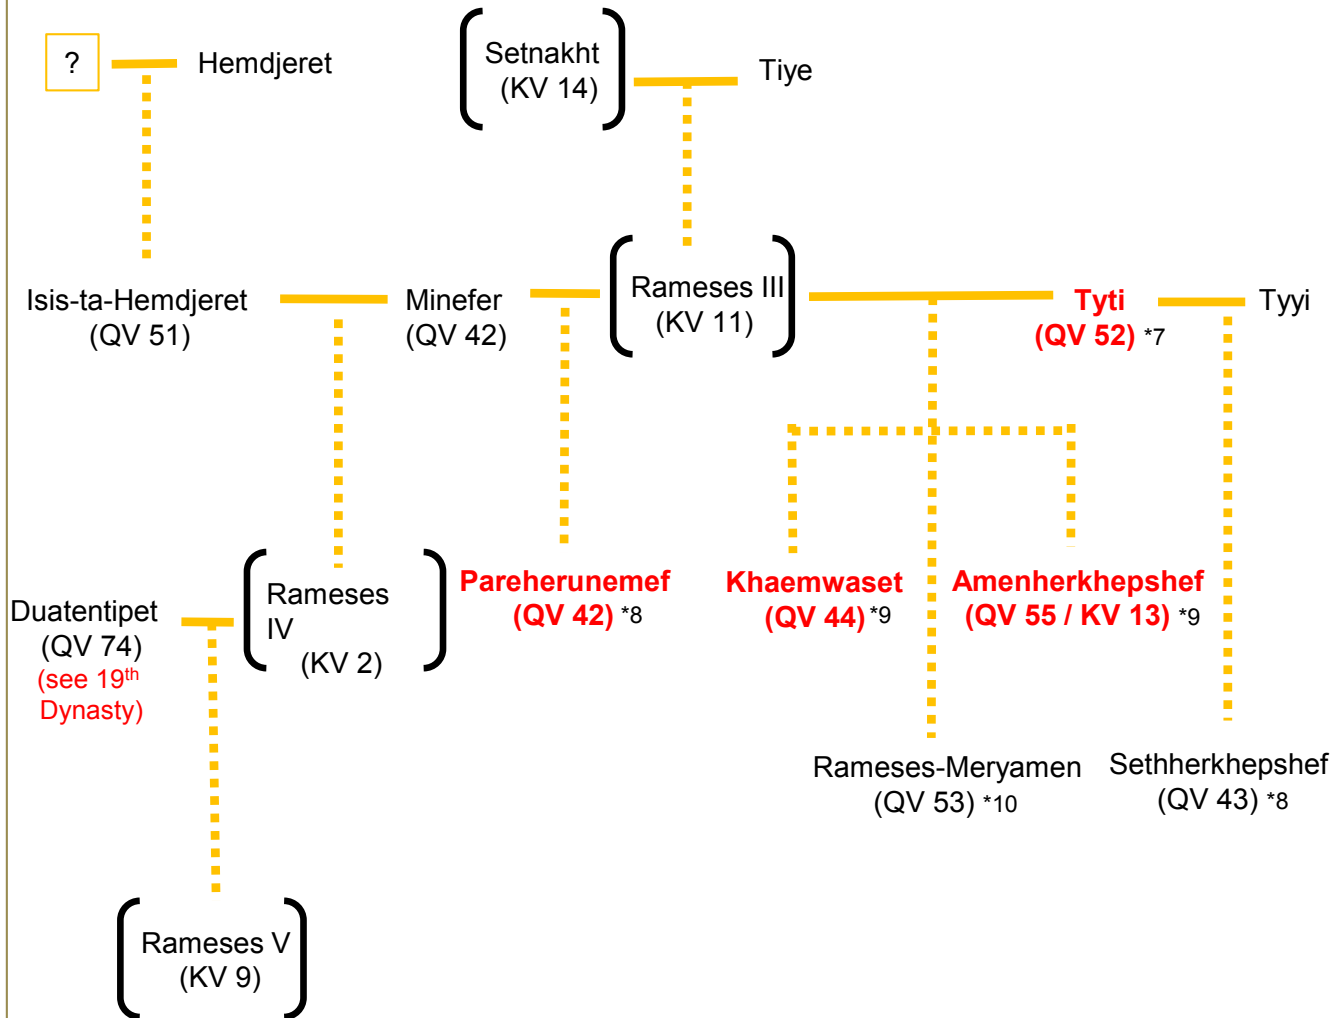 ?
Hemdjeret
Setnakht
(KV 14)
Tiye
Isis-ta-Hemdjeret
(QV 51)
Minefer
(QV 42)
Rameses III
(KV 11)
Tyti
(QV 52) *7
Tyyi
Duatentipet
(QV 74)
(see 19th
Dynasty)
Rameses
IV
(KV 2)
Pareherunemef
(QV 42) *8
Khaemwaset
(QV 44) *9
Amenherkhepshef
(QV 55 / KV 13) *9
Rameses-Meryamen
(QV 53) *10
Sethherkhepshef
(QV 43) *8
Rameses V
(KV 9)